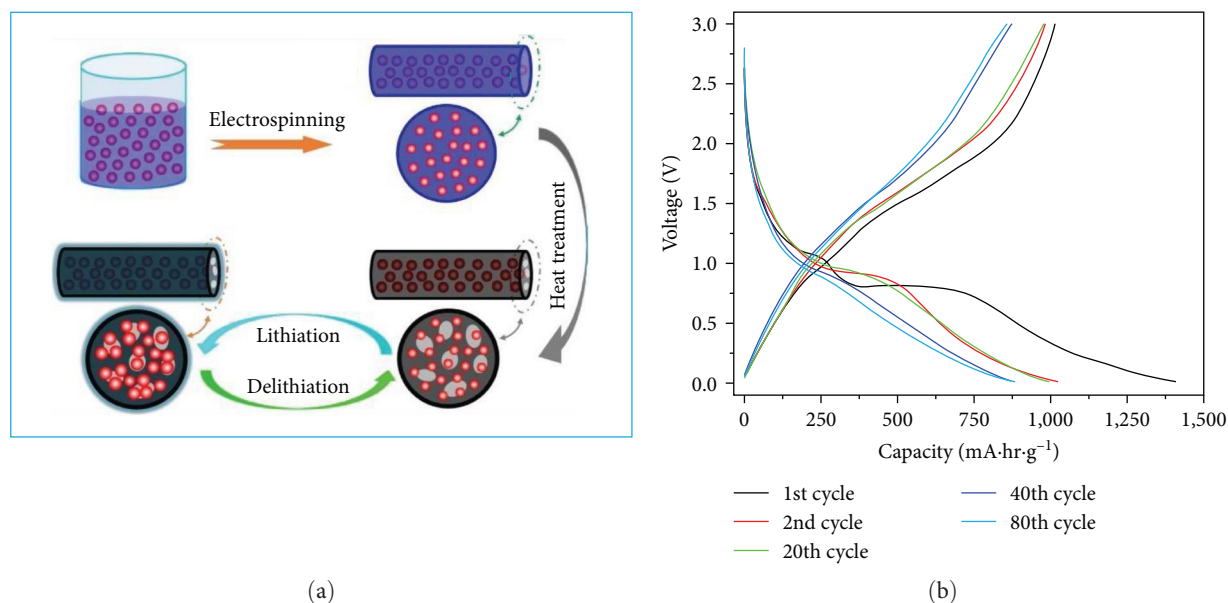 Electrospinning
Heat treatment
Lithiation
Delithiation
(a)
3.0
2.5
2.0
1.5
1.0
0.5
0.0
Voltage (V)
0
250
500
750
1,000
1,250
1,500
Capacity (mA·hr·g⁻¹)
1st cycle
2nd cycle
20th cycle
40th cycle
80th cycle
(b)